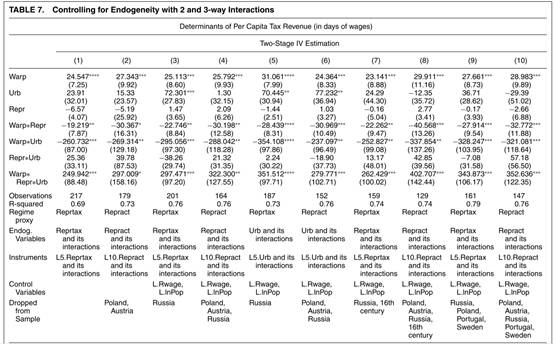 TABLE 7. Controlling for Endogeneity with 2 and 3-way Interactions
Determinants of Per Capita Tax Revenue (in days of wages)
Two-Stage IV Estimation
(1) (2) (3) (4) (5) (6) (7) (8) (9) (10)
Warp 24.547**** 27.343*** 25.113*** 25.792*** 31.061**** 24.364*** 23.141*** 29.911*** 27.661*** 28.983***
(7.25) (9.92) (8.60) (9.93) (7.99) (8.33) (8.88) (11.16) (8.73) (9.89)
Urb 23.91 15.33 72.301*** 1.30 70.445** 77.232** 24.29 −12.35 36.71 −29.39
(32.01) (23.57) (27.83) (32.15) (30.94) (36.94) (44.30) (35.72) (28.62) (51.02)
Repr −6.57 −5.19 1.47 2.09 −1.44 1.03 −0.16 2.77 −0.17 −2.66
(4.07) (25.92) (3.65) (6.26) (2.51) (3.27) (5.04) (3.41) (3.93) (6.88)
Warp*Repr −19.219** −30.367* −22.746** −30.198** −28.439*** −30.969*** −22.262** −40.568*** −27.914*** −32.772***
(7.87) (16.31) (8.84) (12.58) (8.31) (10.49) (9.47) (13.26) (9.54) (11.88)
Warp*Urb −260.732*** −269.314** −295.056*** −288.042** −354.108**** −237.097** −252.827** −337.854** −328.247*** −321.081***
(87.00) (129.18) (97.30) (118.28) (97.86) (96.49) (99.08) (137.26) (103.95) (118.64)
Repr*Urb 25.36 39.78 −38.26 21.32 2.24 −18.90 13.17 42.85 −7.08 57.18
(33.11) (87.53) (29.74) (31.35) (30.22) (37.73) (48.01) (39.56) (31.58) (56.50)
Warp* 249.942*** 297.009* 297.471*** 322.300** 351.512**** 279.771*** 262.429*** 402.707*** 343.873*** 352.636***
Repr*Urb (88.48) (158.16) (97.20) (127.55) (97.71) (102.71) (100.02) (142.44) (106.17) (122.35)
Observations 217 179 201 164 187 152 159 129 161 147
R-squared 0.69 0.73 0.76 0.76 0.73 0.76 0.74 0.74 0.79 0.76
Regime Reprtax Repract Reprtax Repract Reprtax Repract Reprtax Repract Reprtax Repract
proxy
Endog. Reprtax Repract Reprtax Repract Urb and its Urb and its Reprtax Repract Reprtax Repract
Variables and its and its and its and its interactions interactions and its and its and its and its
interactions interactions interactions interactions interactions interactions interactions interactions
Instruments L5.Reprtax L10.Repract L5.Reprtax L10.Repract L5.Urb and its L5.Urb and its L5.Reprtax L10.Repract L5.Reprtax L10.Repract
and its and its and its and its interactions interactions and its and its and its and its
interactions interactions interactions interactions interactions interactions interactions interactions
Control L.Rwage, L.Rwage, L.Rwage, L.Rwage, L.Rwage, L.Rwage, L.Rwage, L.Rwage,
Variables L.lnPop L.lnPop L.lnPop L.lnPop L.lnPop L.lnPop L.lnPop L.lnPop
Dropped Poland, Russia Poland, Russia Poland, Russia, 16th Poland, Russia, Poland,
from Austria Austria, Austria, century Austria, Poland, Austria,
Sample Russia Russia Russia, Portugal, Russia,
16th Sweden Portugal,
century Sweden